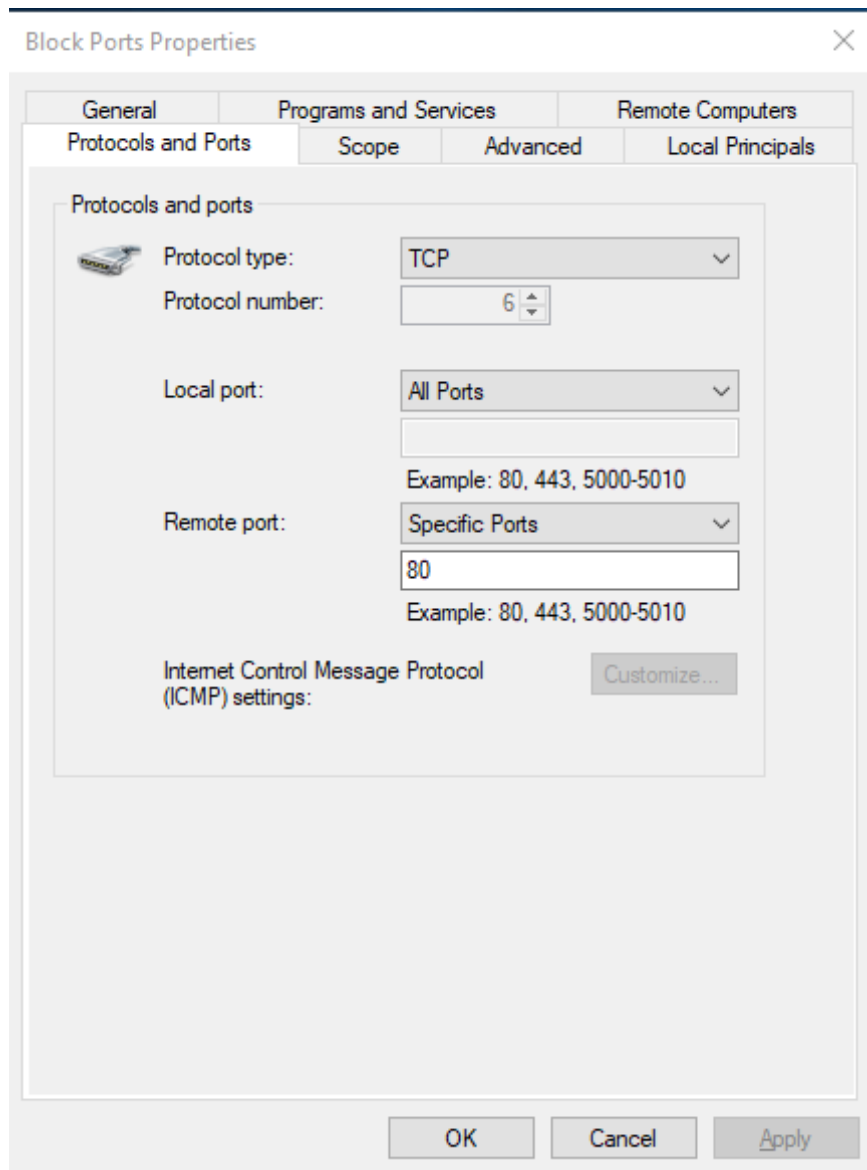 Block Ports Properties
General Programs and Services Remote Computers
Protocols and Ports Scope Advanced Local Principals
Protocols and ports
Protocol type: TCP
Protocol number: 6
Local port: All Ports
Example: 80, 443, 5000-5010
Remote port: Specific Ports
80
Example: 80, 443, 5000-5010
Internet Control Message Protocol
(ICMP) settings:
Customize...
OK Cancel Apply